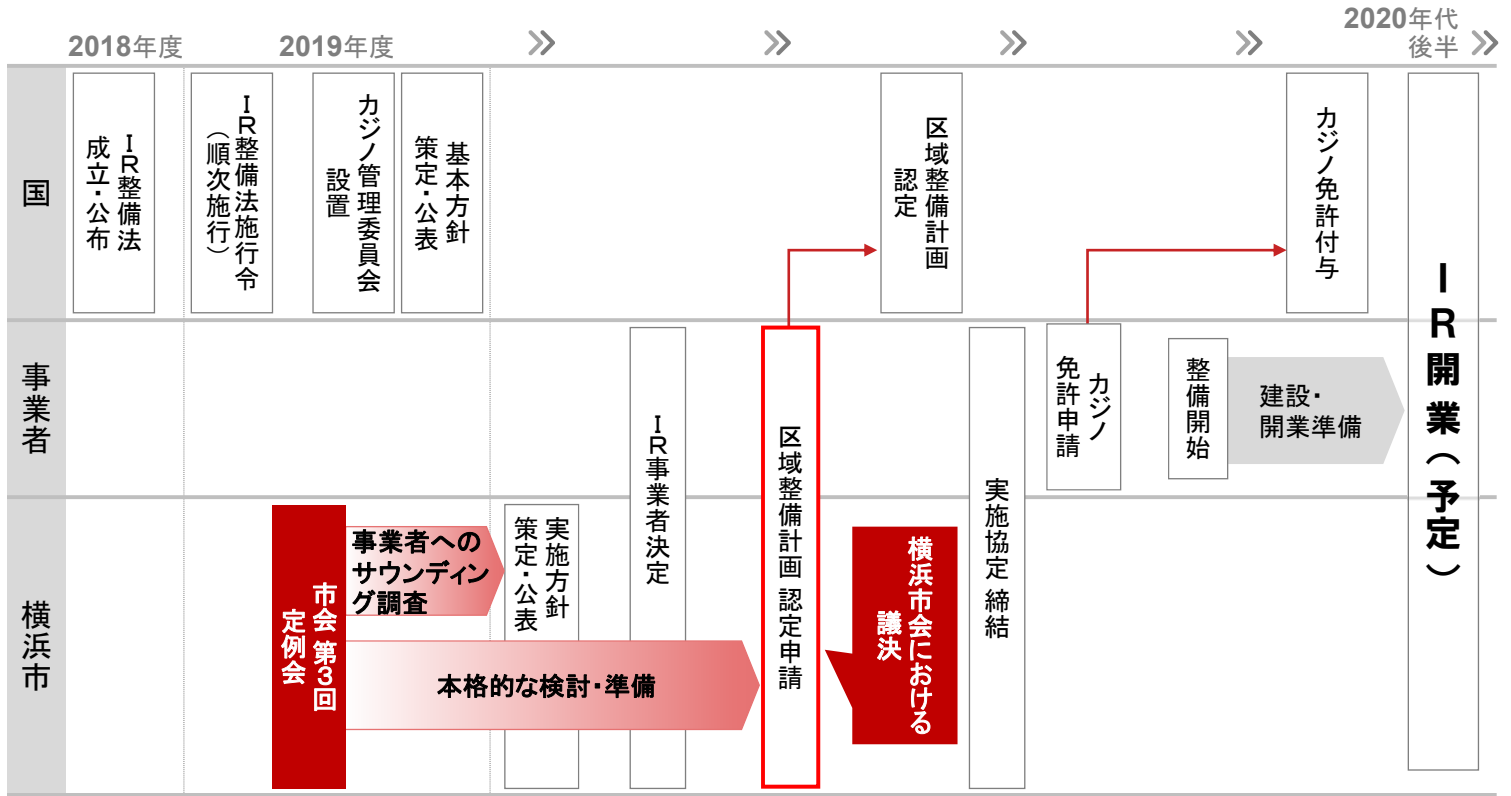 2018年度
2019年度
2020年代
後半
国
ＩＲ整備法
成立・公布
ＩＲ整備法施行令
（順次施行）
カジノ管理委員会
設置
基本方針
策定・公表
区域整備計画
認定
カジノ免許付与
ＩＲ開業（予定）
事業者
ＩＲ事業者決定
区域整備計画 認定申請
カジノ
免許申請
整備開始
建設・
開業準備
横浜市
市会 第３回
定例会
事業者への
サウンディン
グ調査
実施方針
策定・公表
本格的な検討・準備
横浜市会における
議決
実施協定 締結